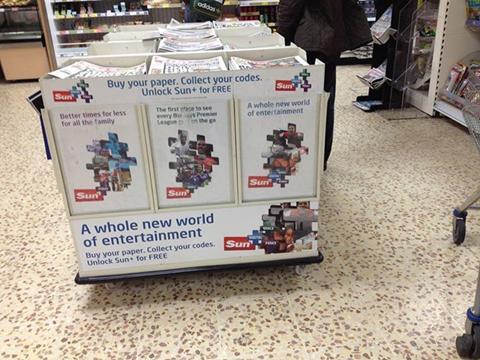 adidas
Buy your paper. Collect your codes.
Unlock Sun+ for FREE
Sun
Sun
Better times for less
for all the family
Sun
The first place to see
every Barclays Premier
League on the go
Sun
A whole new world
of entertainment
Sun
A whole new world
of entertainment
Buy your paper. Collect your codes.
Unlock Sun+ for FREE
Sun